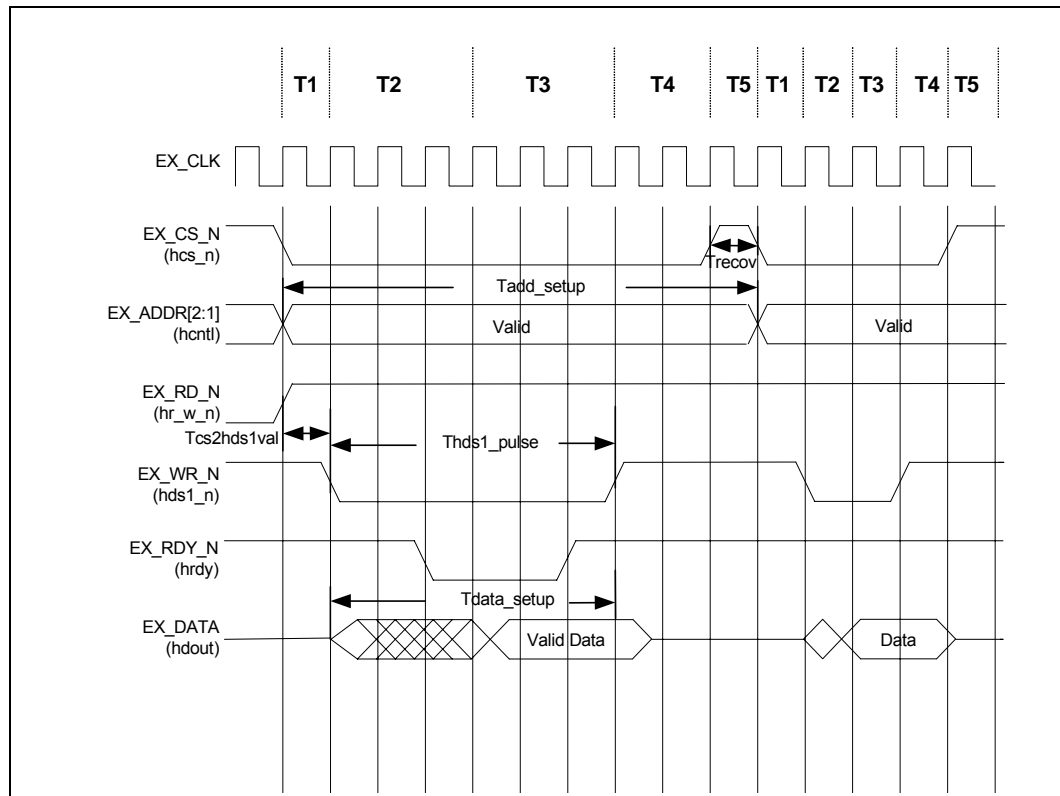 T1 T2 T3 T4 T5 T1 T2 T3 T4 T5
EX_CLK
EX_CS_N
(hcs_n)
Trecov
Tadd_setup
EX_ADDR[2:1]
(hcntl)
Valid Valid
EX_RD_N
(hr_w_n)
Tcs2hds1val Thds1_pulse
EX_WR_N
(hds1_n)
EX_RDY_N
(hrdy)
Tdata_setup
EX_DATA
(hdout)
Valid Data Data